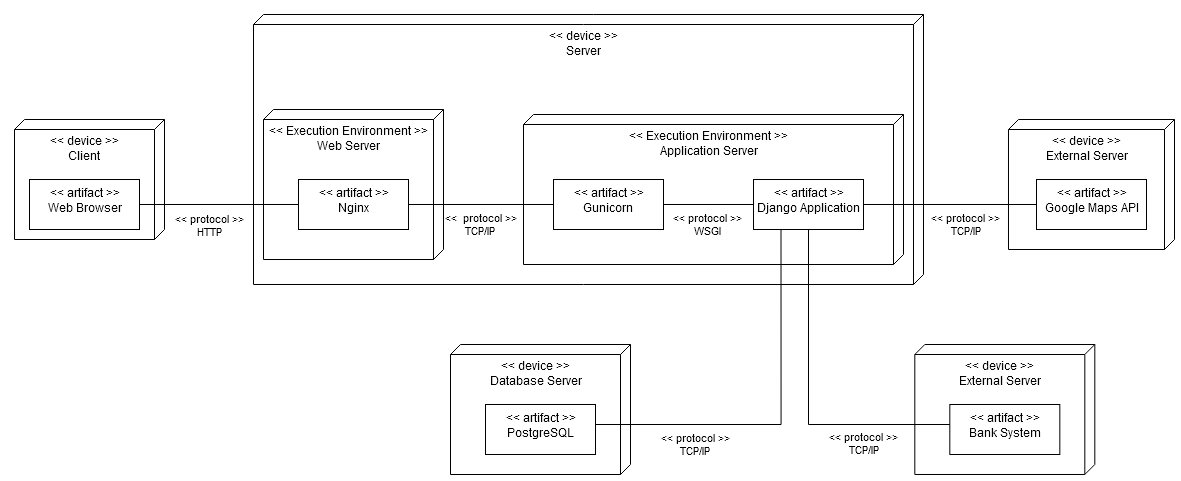 << device >>
Server
<< device >>
Client
<< artifact >>
Web Browser
<< protocol >>
HTTP
<< Execution Environment >>
Web Server
<< artifact >>
Nginx
<< protocol >>
TCP/IP
<< Execution Environment >>
Application Server
<< artifact >>
Gunicorn
<< protocol >>
WSGI
<< artifact >>
Django Application
<< protocol >>
TCP/IP
<< device >>
External Server
<< artifact >>
Google Maps API
<< device >>
Database Server
<< artifact >>
PostgreSQL
<< protocol >>
TCP/IP
<< protocol >>
TCP/IP
<< device >>
External Server
<< artifact >>
Bank System